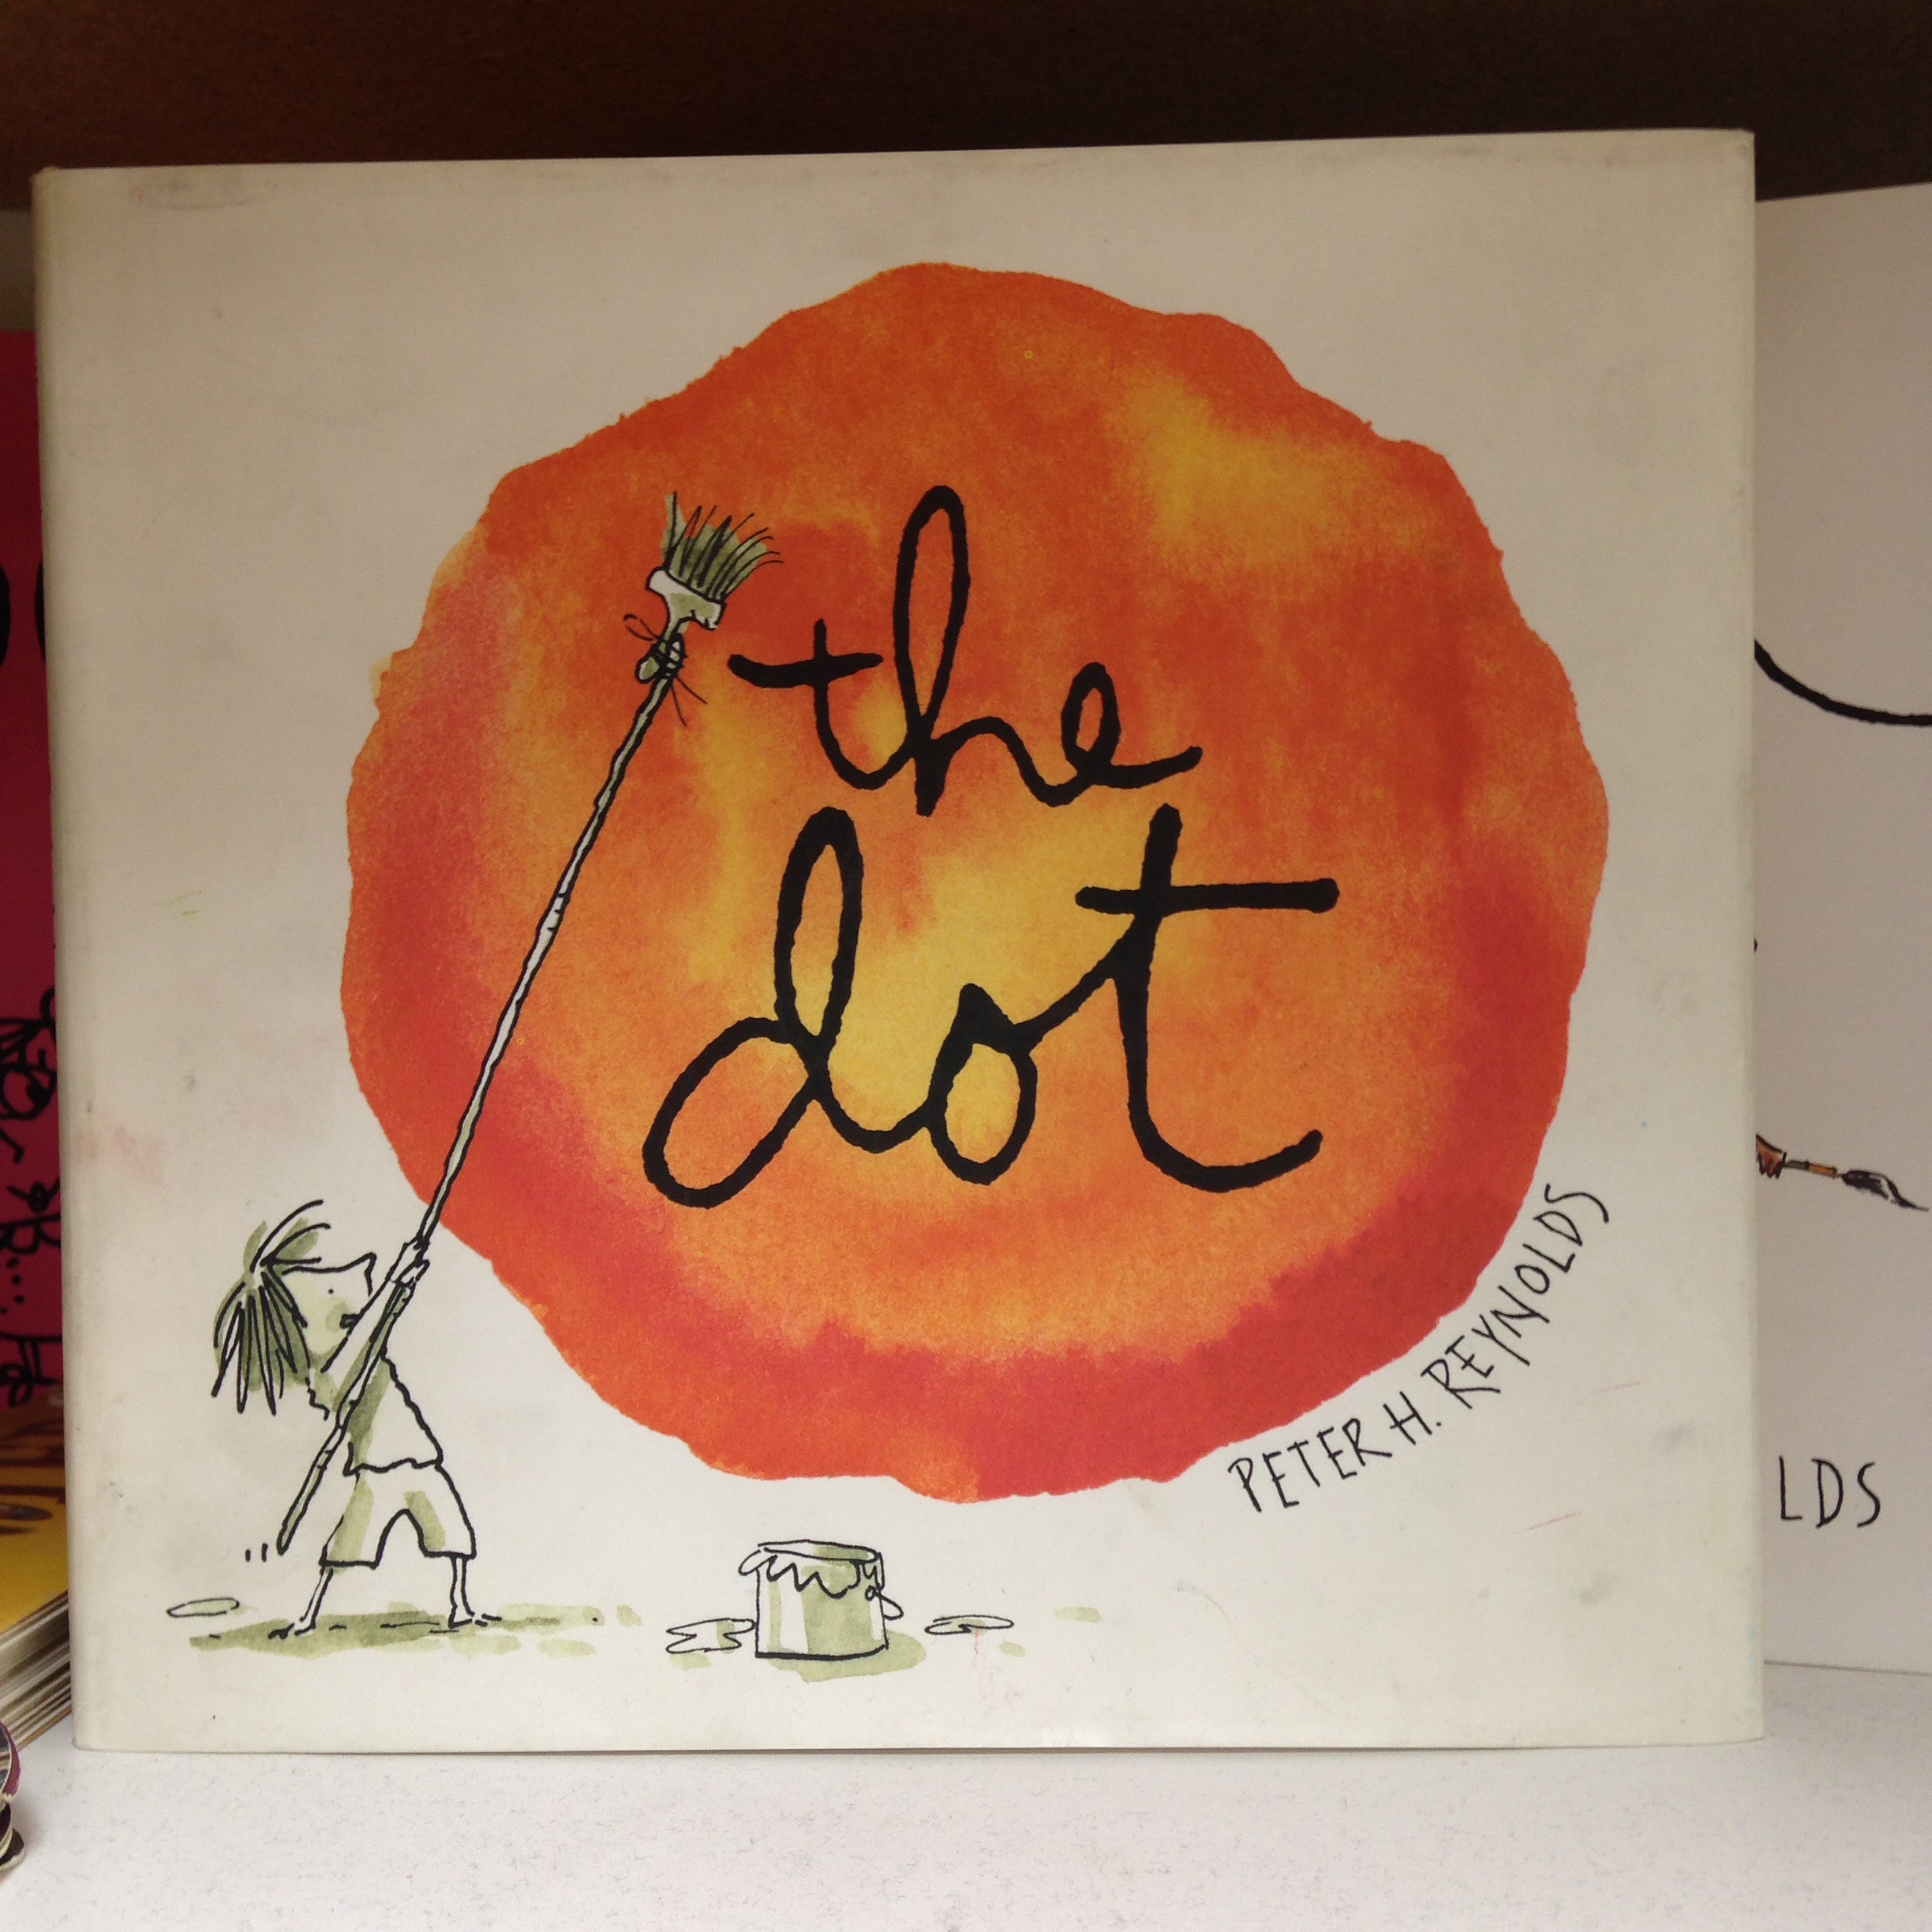 the
dot
PETER H. REYNOLDS
LDS